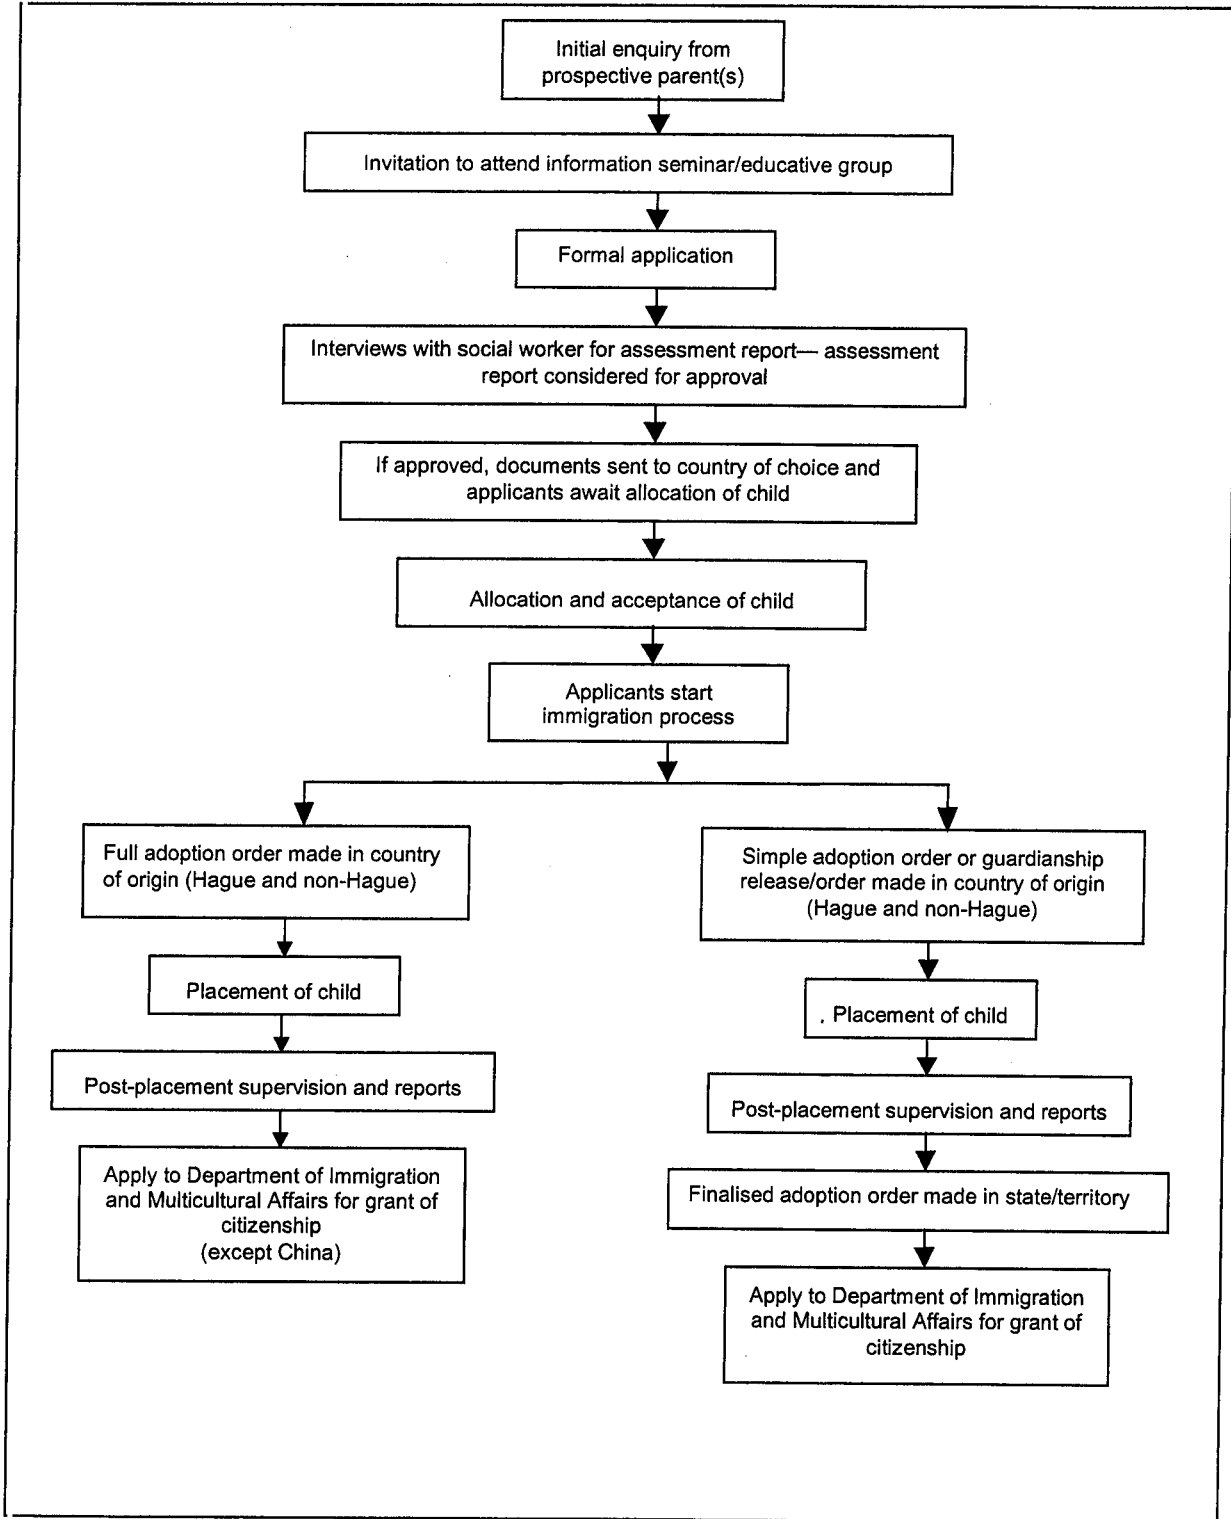 Initial enquiry from
prospective parent(s)
Invitation to attend information seminar/educative group
Formal application
Interviews with social worker for assessment report— assessment
report considered for approval
If approved, documents sent to country of choice and
applicants await allocation of child
Allocation and acceptance of child
Applicants start
immigration process
Full adoption order made in country
of origin (Hague and non-Hague)
Placement of child
Post-placement supervision and reports
Apply to Department of Immigration
and Multicultural Affairs for grant of
citizenship
(except China)
Simple adoption order or guardianship
release/order made in country of origin
(Hague and non-Hague)
Placement of child
Post-placement supervision and reports
Finalised adoption order made in state/territory
Apply to Department of Immigration
and Multicultural Affairs for grant of
citizenship